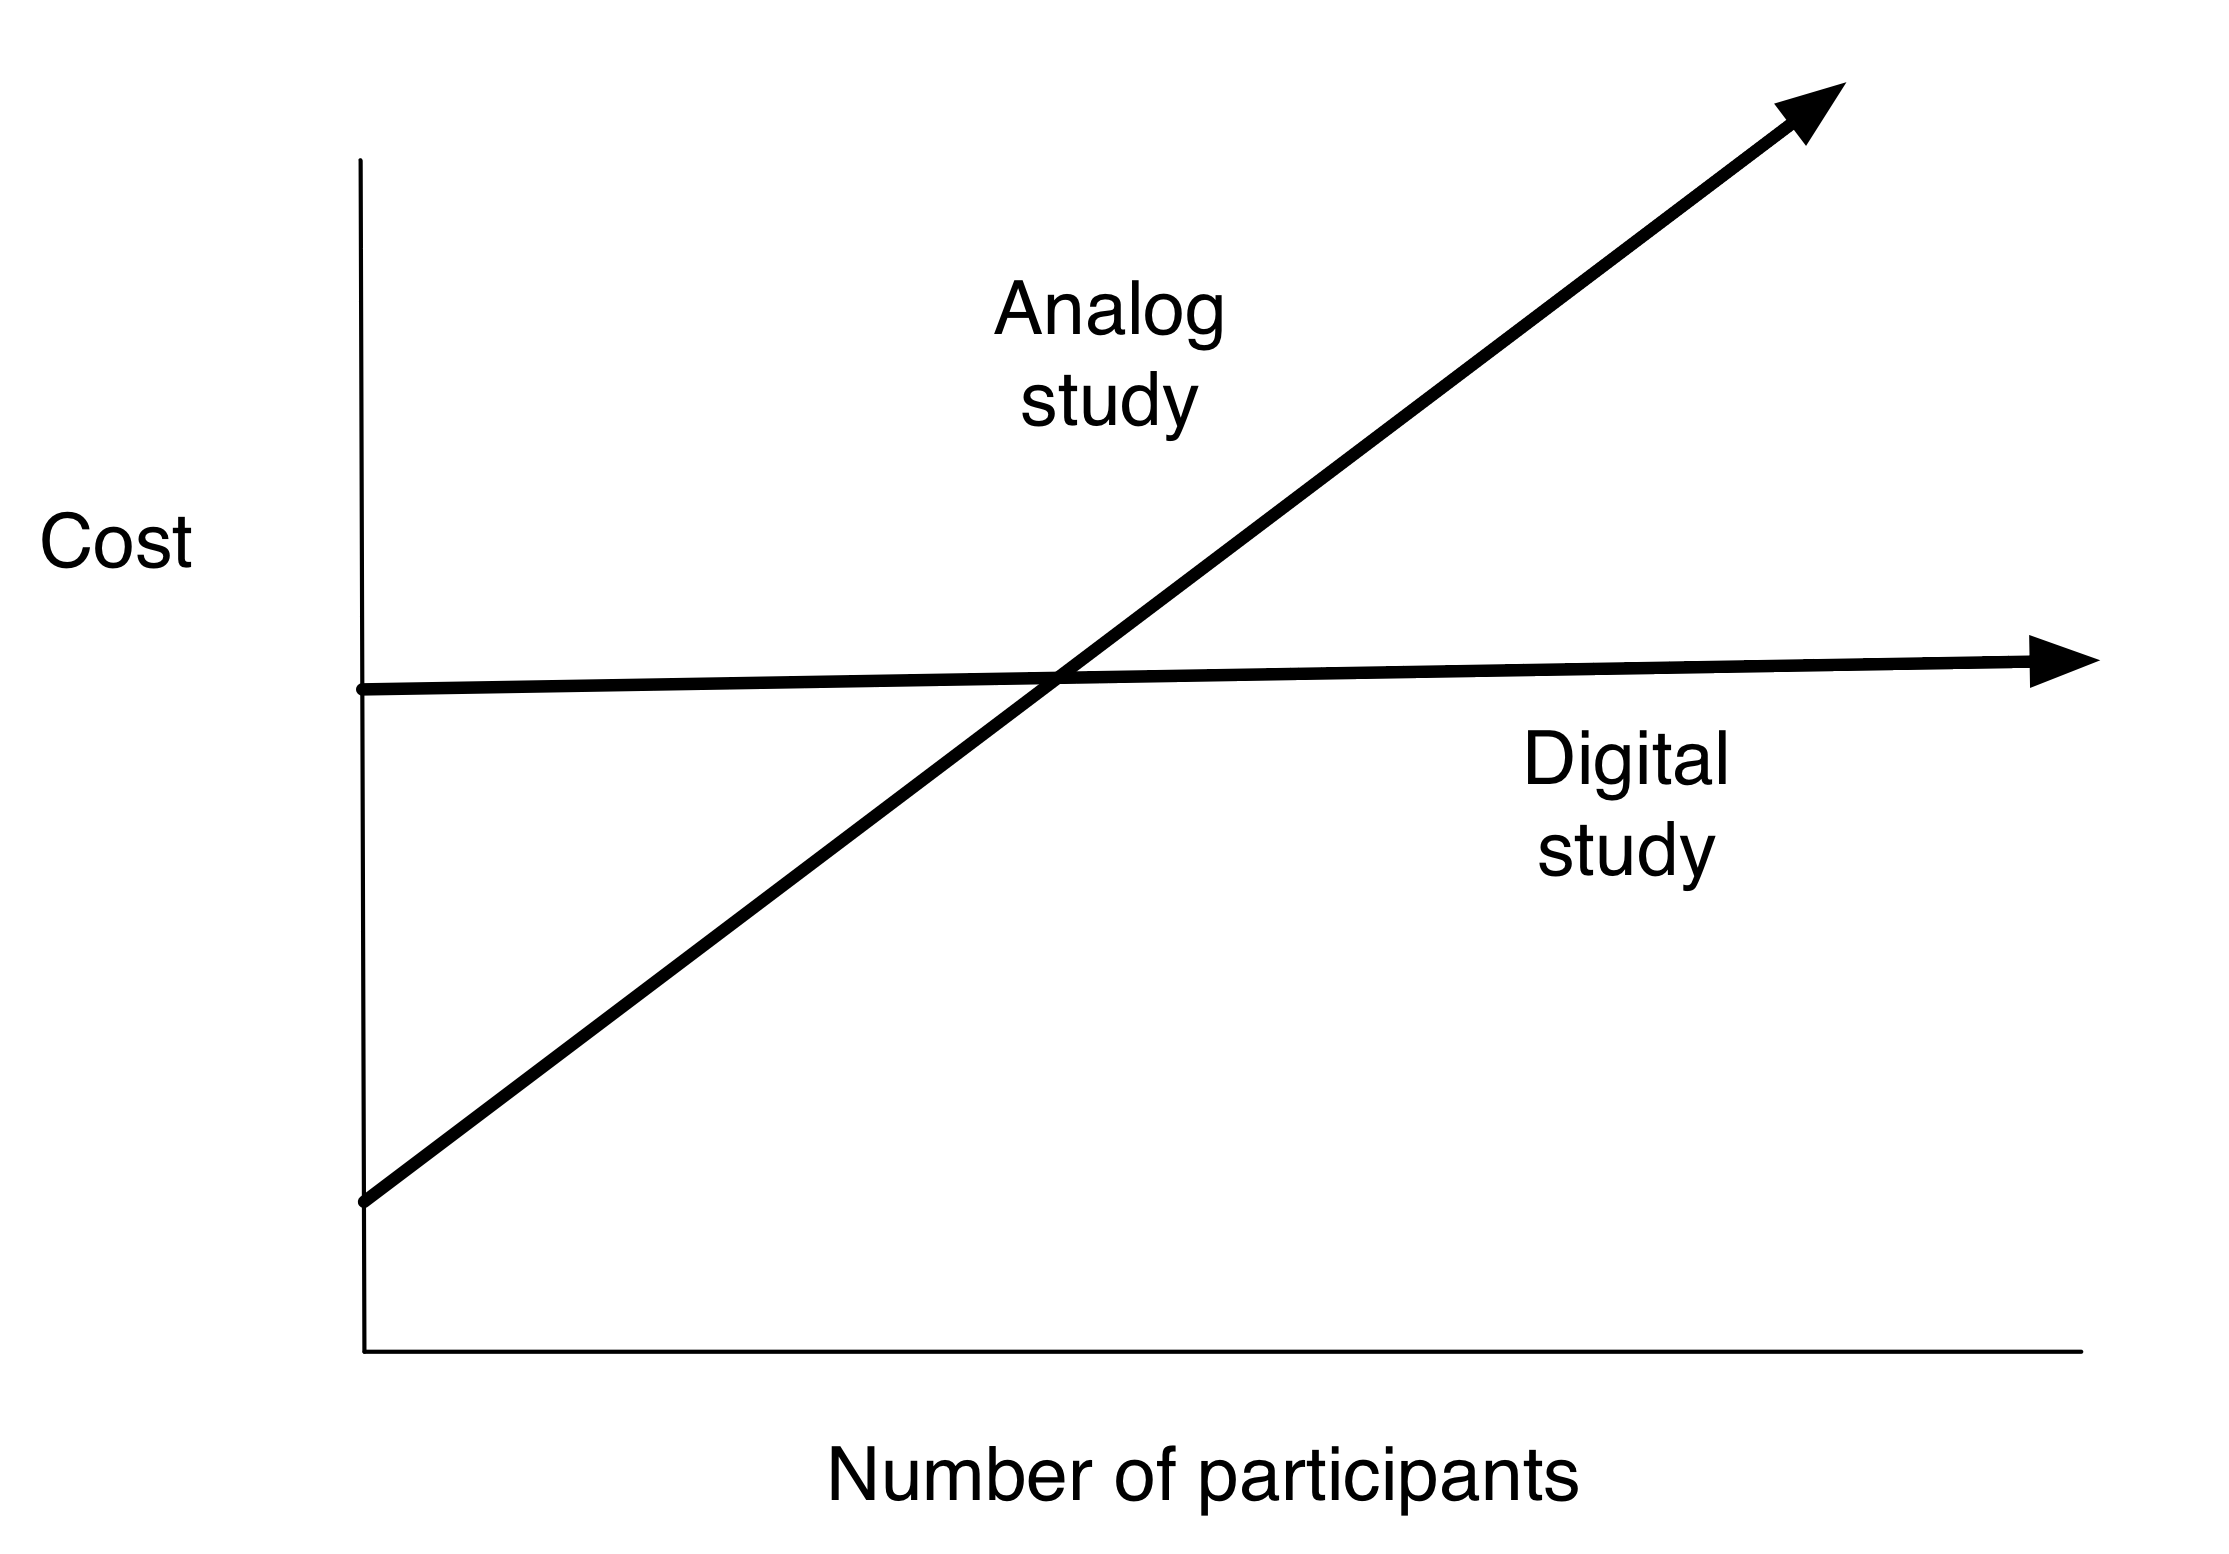 Analog
study
Cost
Digital
study
Number of participants